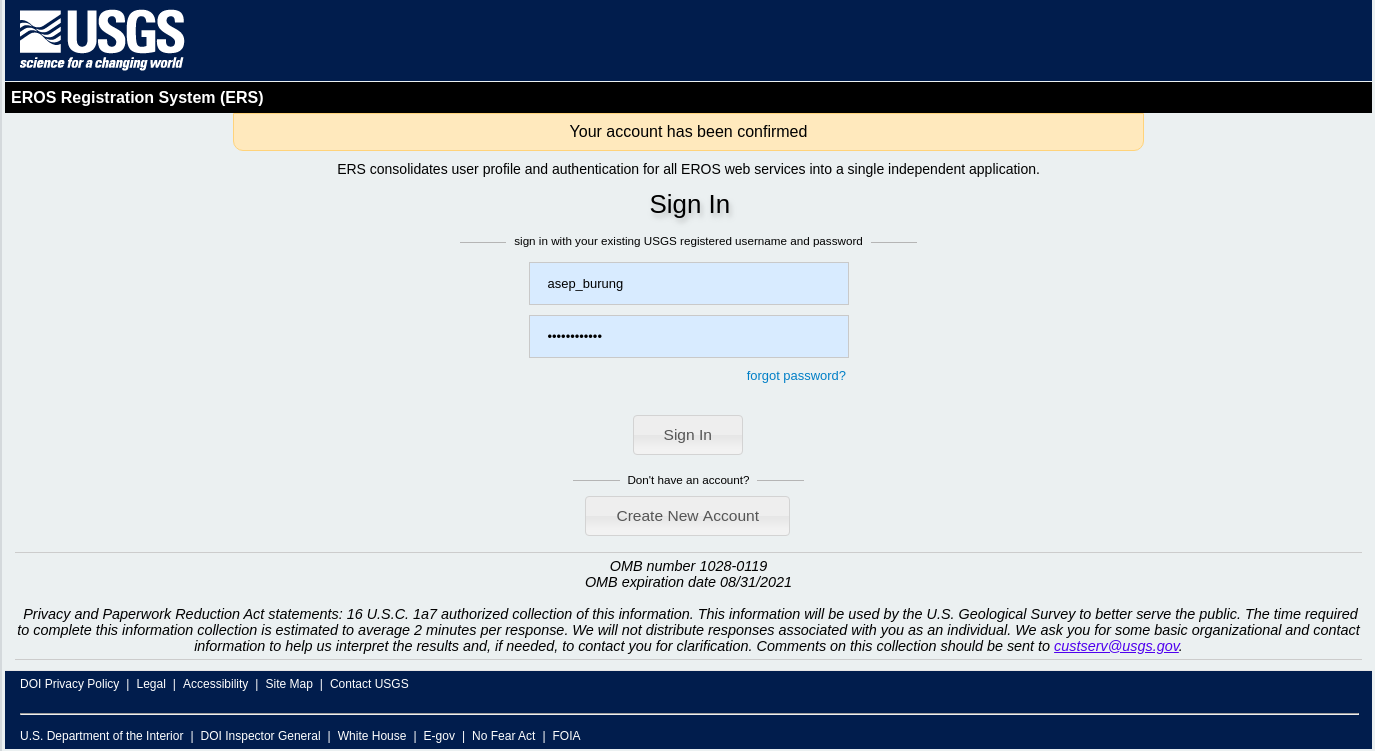 USGS
science for a changing world
EROS Registration System (ERS)
Your account has been confirmed
ERS consolidates user profile and authentication for all EROS web services into a single independent application.
Sign In
sign in with your existing USGS registered username and password
asep_burung
••••••••••••
forgot password?
Sign In
Don't have an account?
Create New Account
OMB number 1028-0119
OMB expiration date 08/31/2021
Privacy and Paperwork Reduction Act statements: 16 U.S.C. 1a7 authorized collection of this information. This information will be used by the U.S. Geological Survey to better serve the public. The time required
to complete this information collection is estimated to average 2 minutes per response. We will not distribute responses associated with you as an individual. We ask you for some basic organizational and contact
information to help us interpret the results and, if needed, to contact you for clarification. Comments on this collection should be sent to custserv@usgs.gov.
DOI Privacy Policy | Legal | Accessibility | Site Map | Contact USGS
U.S. Department of the Interior | DOI Inspector General | White House | E-gov | No Fear Act | FOIA